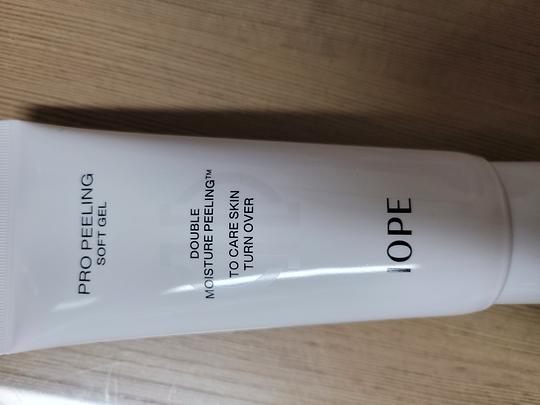 PRO PEELING
SOFT GEL
DOUBLE
MOISTURE PEELING™
TO CARE SKIN
TURN OVER
IOPE